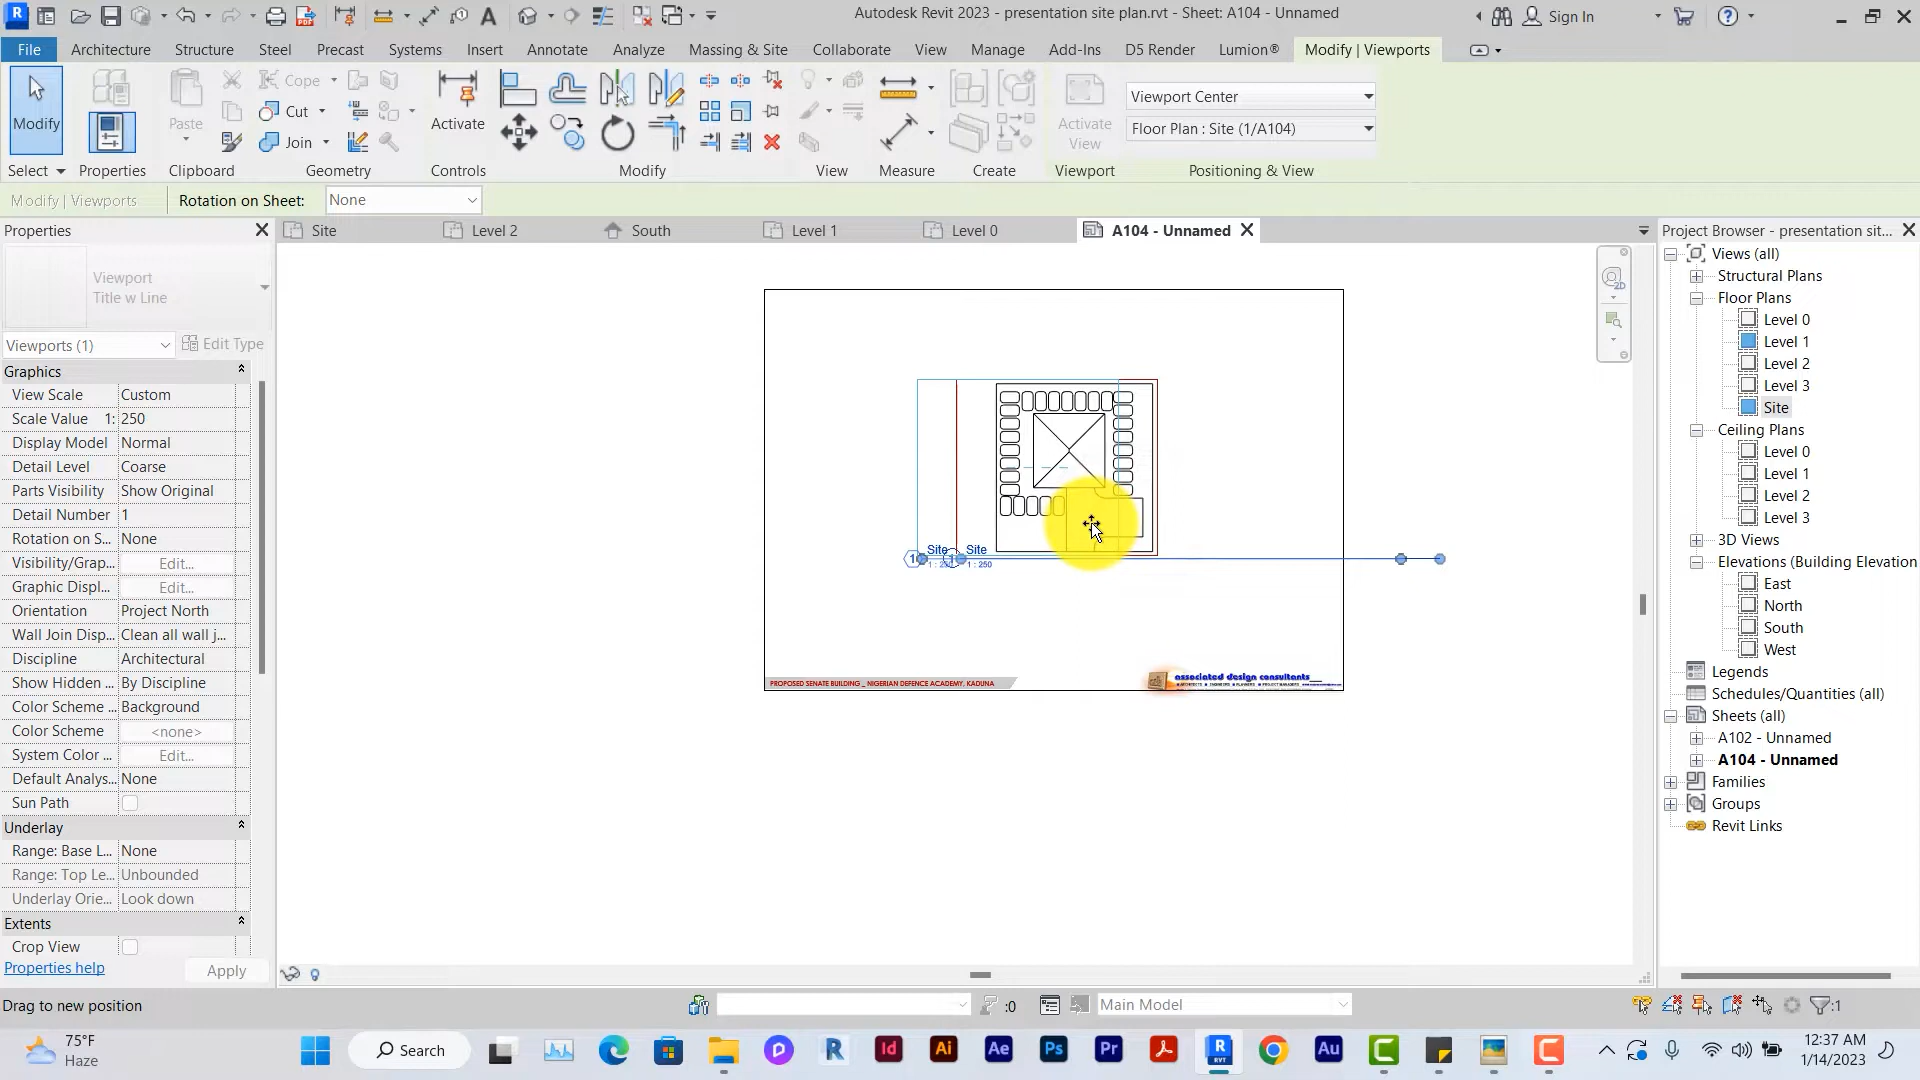 Autodesk Revit 2023 - presentation site plan.rvt - Sheet: A104 - Unnamed
Sign In
File Architecture Structure Steel Precast Systems Insert Annotate Analyze Massing & Site Collaborate View Manage Add-Ins D5 Render Lumion® Modify | Viewports
Modify
Paste
Cope
Cut
Join
Activate
Activate
View
Viewport Center
Floor Plan : Site (1/A104)
Select Properties Clipboard Geometry Controls Modify View Measure Create Viewport Positioning & View
Modify | Viewports Rotation on Sheet: None
Properties
Site Level 2 South Level 1 Level 0 A104 - Unnamed
Viewport
Title w Line
Viewports (1) Edit Type
Graphics
View Scale Custom
Scale Value 1: 250
Display Model Normal
Detail Level Coarse
Parts Visibility Show Original
Detail Number 1
Rotation on S... None
Visibility/Grap... Edit...
Graphic Displ... Edit...
Orientation Project North
Wall Join Disp... Clean all wall j...
Discipline Architectural
Show Hidden ... By Discipline
Color Scheme ... Background
Color Scheme <none>
System Color ... Edit...
Default Analys... None
Sun Path
Underlay
Range: Base L... None
Range: Top Le... Unbounded
Underlay Orie... Look down
Extents
Crop View
Properties help Apply
Site Site
1 : 250
PROPOSED SENATE BUILDING _ NIGERIAN DEFENCE ACADEMY, KADUNA
associated design consultants
Project Browser - presentation sit...
Views (all)
Structural Plans
Floor Plans
Level 0
Level 1
Level 2
Level 3
Site
Ceiling Plans
Level 0
Level 1
Level 2
Level 3
3D Views
Elevations (Building Elevation
East
North
South
West
Legends
Schedules/Quantities (all)
Sheets (all)
A102 - Unnamed
A104 - Unnamed
Families
Groups
Revit Links
Drag to new position
:0
Main Model
:1
75°F
Haze
Search
Id Ai Ae Ps Pr Au
RVT
12:37 AM
1/14/2023